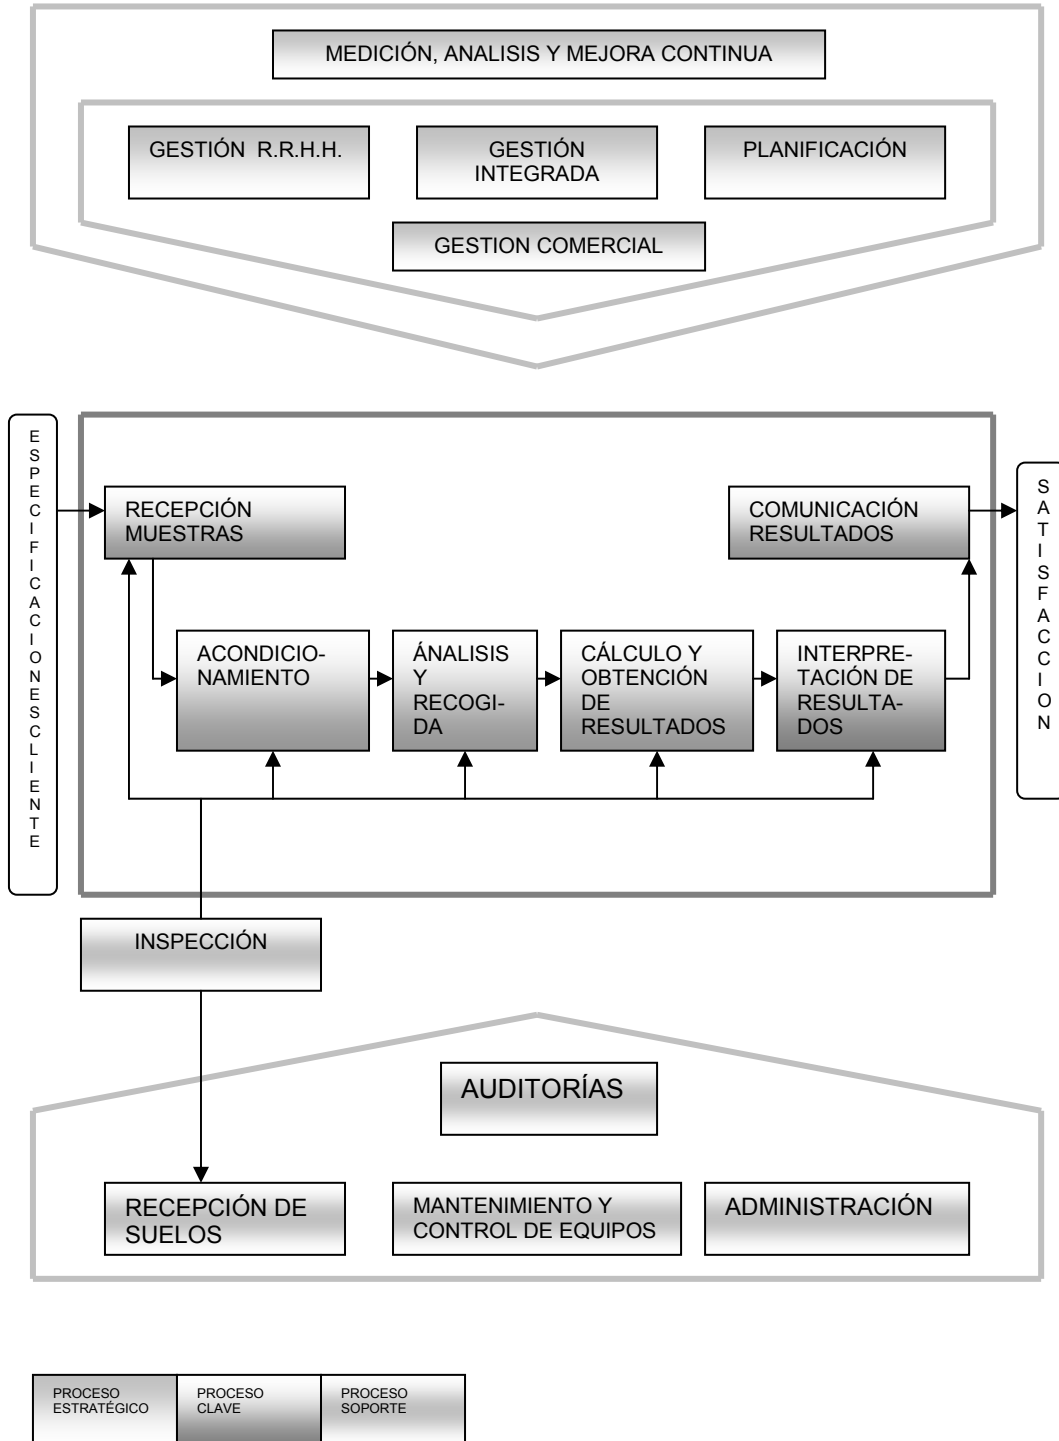 MEDICIÓN, ANALISIS Y MEJORA CONTINUA
GESTIÓN R.R.H.H.
GESTIÓN
INTEGRADA
PLANIFICACIÓN
GESTION COMERCIAL
ESPECIFICACIONESCLIENTE
RECEPCIÓN
MUESTRAS
COMUNICACIÓN
RESULTADOS
SATISFACCION
ACONDICIO-
NAMIENTO
ÁNALISIS
Y
RECOGI-
DA
CÁLCULO Y
OBTENCIÓN
DE
RESULTADOS
INTERPRE-
TACIÓN DE
RESULTA-
DOS
INSPECCIÓN
AUDITORÍAS
RECEPCIÓN DE
SUELOS
MANTENIMIENTO Y
CONTROL DE EQUIPOS
ADMINISTRACIÓN
PROCESO
ESTRATÉGICO
PROCESO
CLAVE
PROCESO
SOPORTE